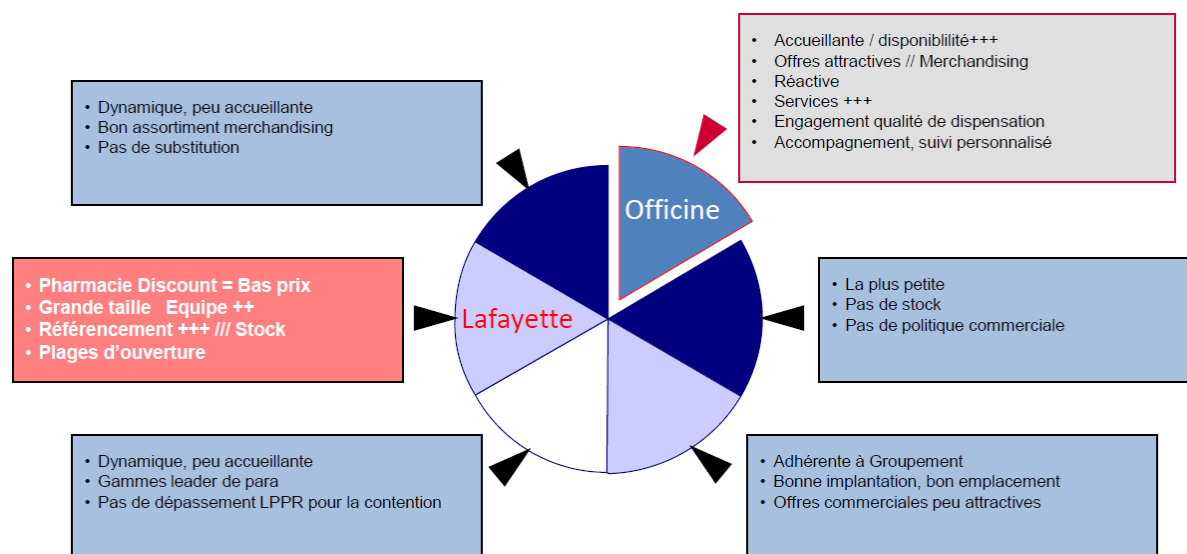 • Accueillante / disponiblilité+++
• Offres attractives // Merchandising
• Réactive
• Services +++
• Engagement qualité de dispensation
• Accompagnement, suivi personnalisé
• Dynamique, peu accueillante
• Bon assortiment merchandising
• Pas de substitution
Officine
• Pharmacie Discount = Bas prix
• Grande taille Equipe ++
• Référencement +++ /// Stock
• Plages d'ouverture
Lafayette
• La plus petite
• Pas de stock
• Pas de politique commerciale
• Dynamique, peu accueillante
• Gammes leader de para
• Pas de dépassement LPPR pour la contention
• Adhérente à Groupement
• Bonne implantation, bon emplacement
• Offres commerciales peu attractives